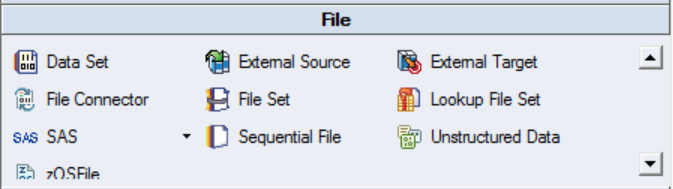 File
Data Set External Source External Target
File Connector File Set Lookup File Set
SAS SAS Sequential File Unstructured Data
zOSFile